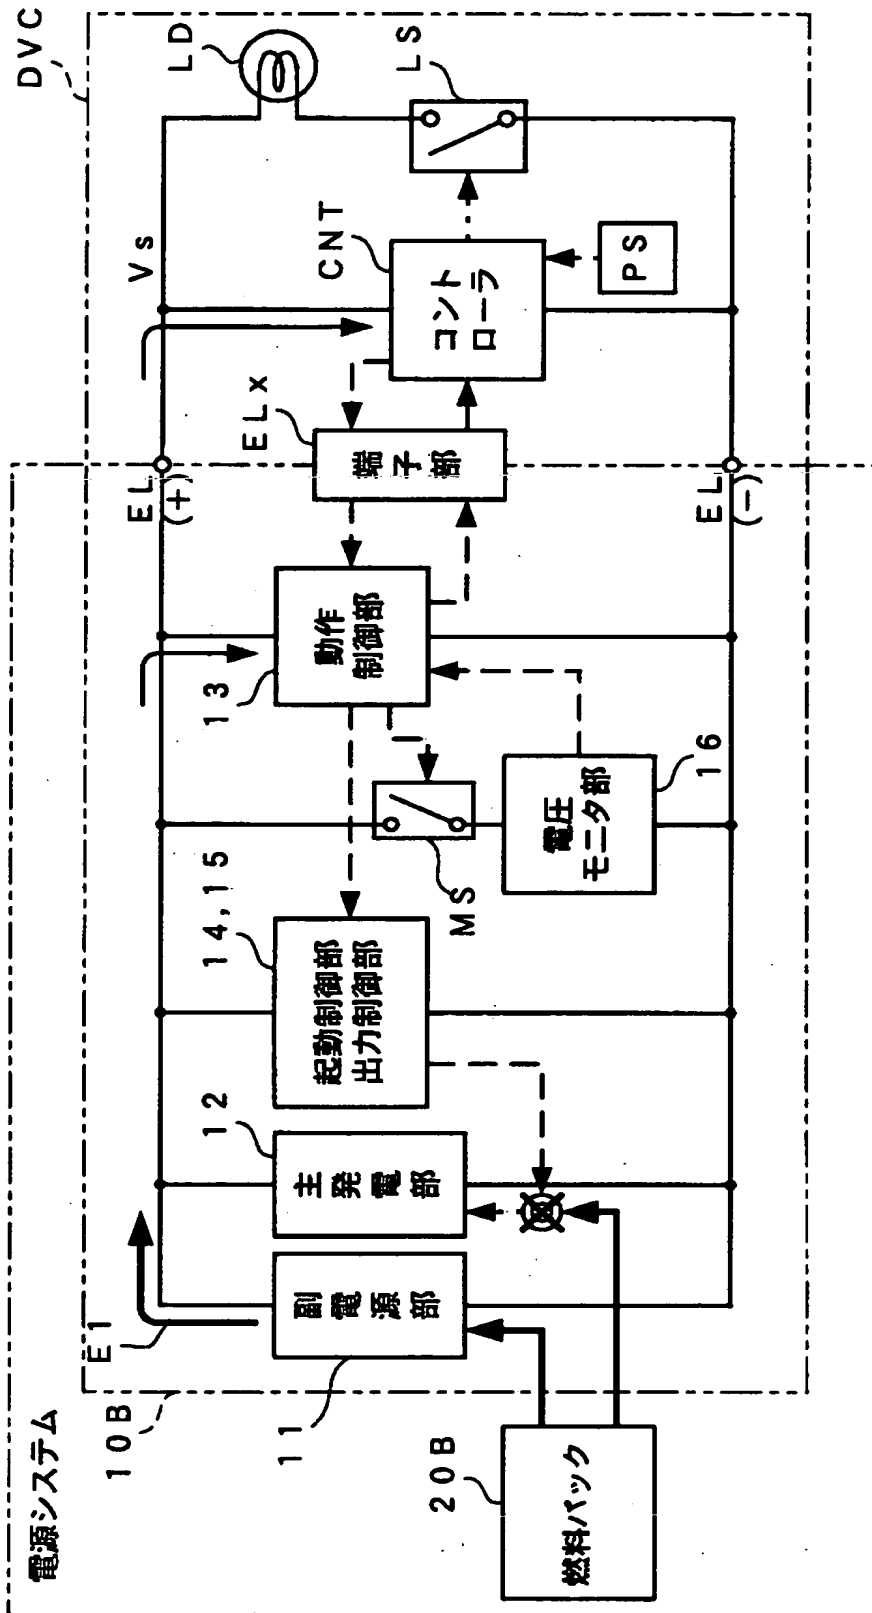 電源システム
10B
DVC
燃料パック
20B
E1
副電源部
11
主発電部
12
起動制御部
出力制御部
14,15
MS
電圧
モニタ部
16
動作
制御部
13
EL
(+)
EL
(-)
端子部
ELx
Vs
コント
ローラ
CNT
PS
LD
LS